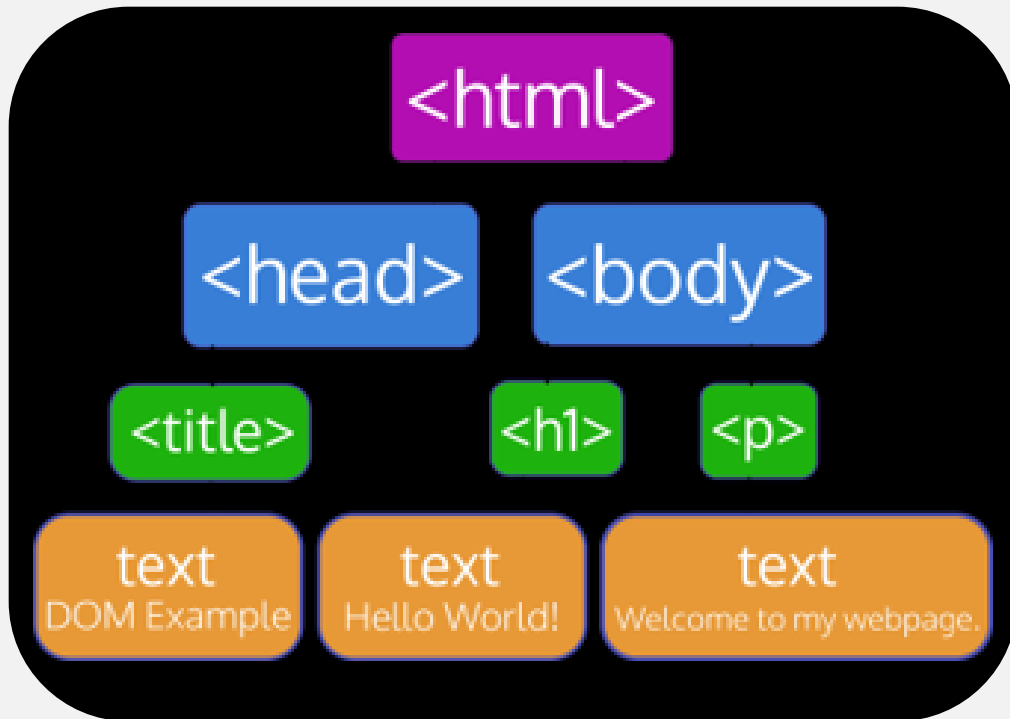 <html>
<head> <body>
<title> <h1> <p>
text text text
DOM Example Hello World! Welcome to my webpage.